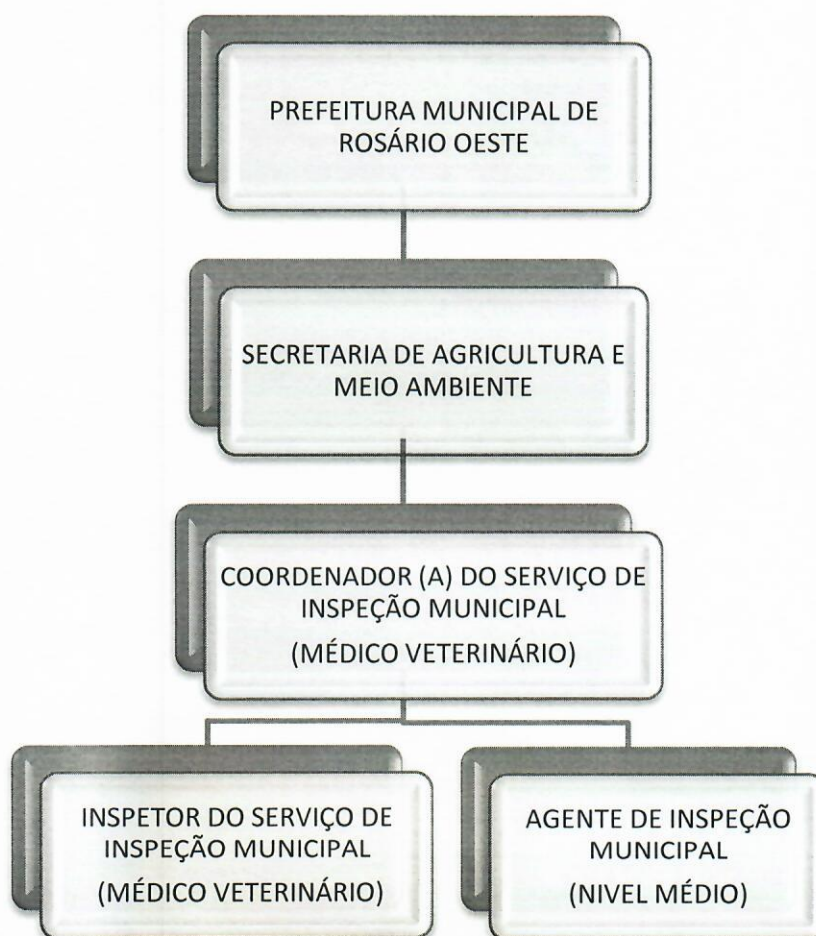 PREFEITURA MUNICIPAL DE
ROSÁRIO OESTE
SECRETARIA DE AGRICULTURA E
MEIO AMBIENTE
COORDENADOR (A) DO SERVIÇO DE
INSPEÇÃO MUNICIPAL
(MÉDICO VETERINÁRIO)
INSPETOR DO SERVIÇO DE
INSPEÇÃO MUNICIPAL
(MÉDICO VETERINÁRIO)
AGENTE DE INSPEÇÃO
MUNICIPAL
(NIVEL MÉDIO)